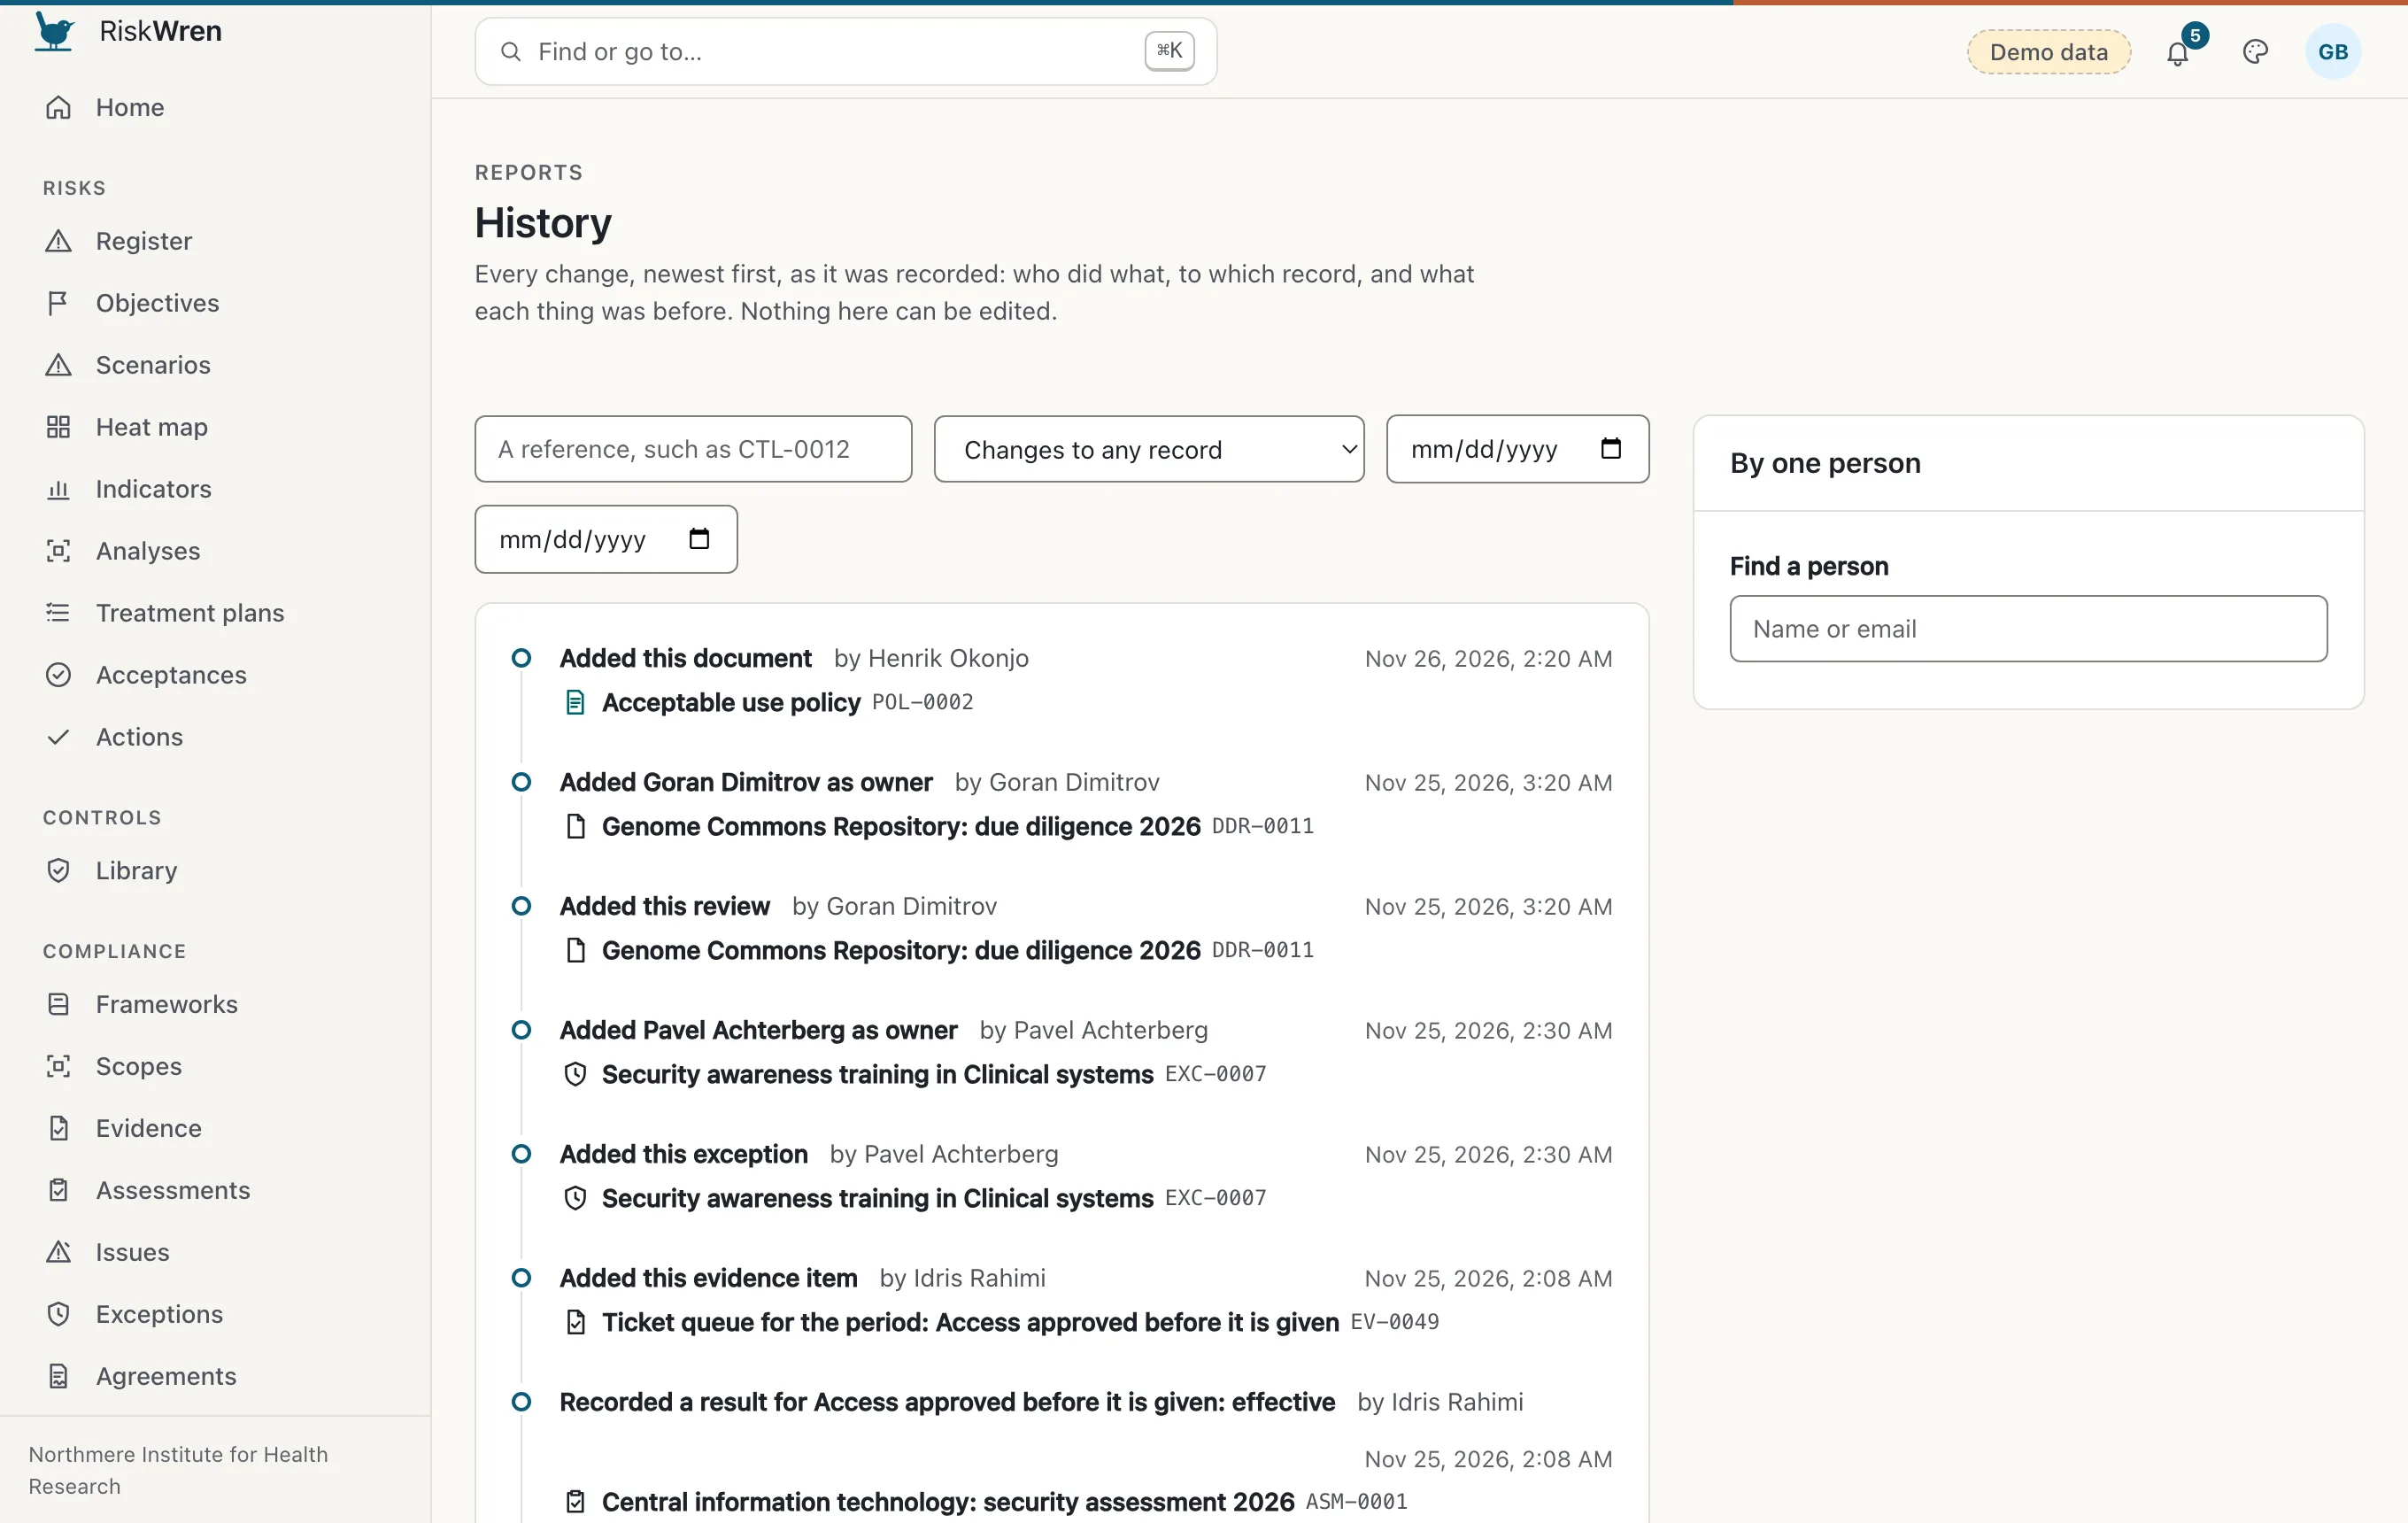 RiskWren
Find or go to...
⌘K
Demo data
5
GB
Home
RISKS
Register
Objectives
Scenarios
Heat map
Indicators
Analyses
Treatment plans
Acceptances
Actions
CONTROLS
Library
COMPLIANCE
Frameworks
Scopes
Evidence
Assessments
Issues
Exceptions
Agreements
Northmere Institute for Health
Research
REPORTS
History
Every change, newest first, as it was recorded: who did what, to which record, and what
each thing was before. Nothing here can be edited.
A reference, such as CTL-0012
Changes to any record
mm/dd/yyyy
mm/dd/yyyy
Added this document by Henrik Okonjo Nov 26, 2026, 2:20 AM
Acceptable use policy POL-0002
Added Goran Dimitrov as owner by Goran Dimitrov Nov 25, 2026, 3:20 AM
Genome Commons Repository: due diligence 2026 DDR-0011
Added this review by Goran Dimitrov Nov 25, 2026, 3:20 AM
Genome Commons Repository: due diligence 2026 DDR-0011
Added Pavel Achterberg as owner by Pavel Achterberg Nov 25, 2026, 2:30 AM
Security awareness training in Clinical systems EXC-0007
Added this exception by Pavel Achterberg Nov 25, 2026, 2:30 AM
Security awareness training in Clinical systems EXC-0007
Added this evidence item by Idris Rahimi Nov 25, 2026, 2:08 AM
Ticket queue for the period: Access approved before it is given EV-0049
Recorded a result for Access approved before it is given: effective by Idris Rahimi
Nov 25, 2026, 2:08 AM
Central information technology: security assessment 2026 ASM-0001
By one person
Find a person
Name or email